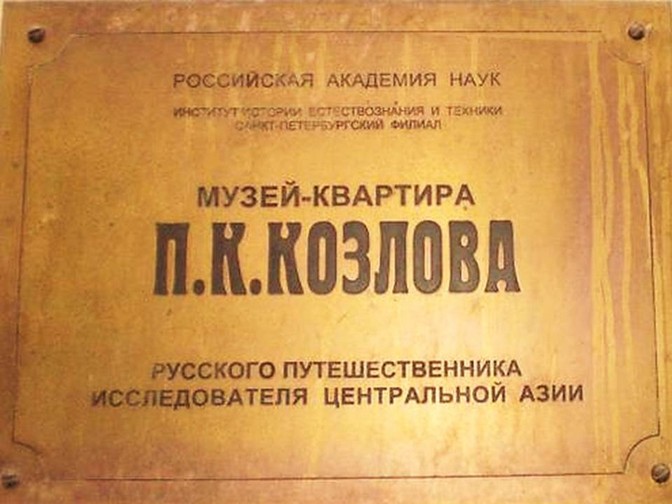 РОССИЙСКАЯ АКАДЕМИЯ НАУК
ИНСТИТУТ ИСТОРИИ ЕСТЕСТВОЗНАНИЯ И ТЕХНИКИ
САНКТ-ПЕТЕРБУРГСКИЙ ФИЛИАЛ
МУЗЕЙ-КВАРТИРА
П.К.КОЗЛОВА
РУССКОГО ПУТЕШЕСТВЕННИКА
ИССЛЕДОВАТЕЛЯ ЦЕНТРАЛЬНОЙ АЗИИ